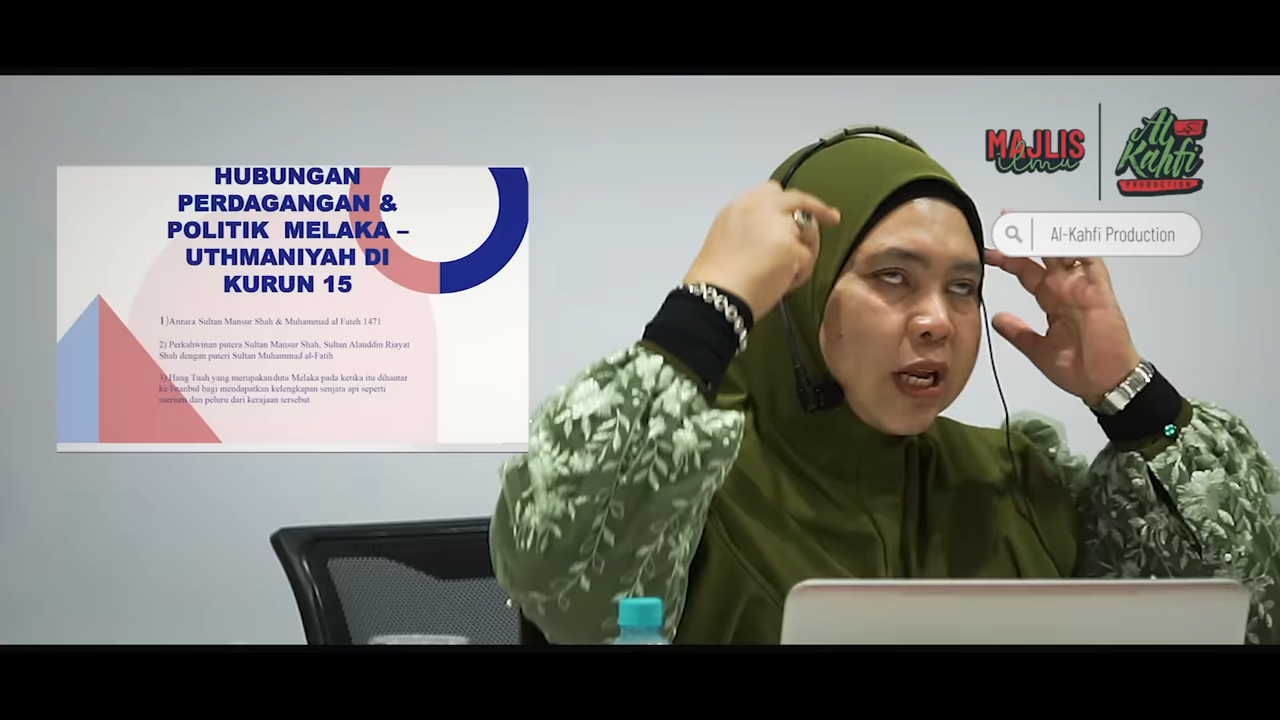 HUBUNGAN
PERDAGANGAN &
POLITIK MELAKA –
UTHMANIYAH DI
KURUN 15
1)Antara Sultan Mansur Shah & Muhammad al Fateh 1471
2) Perkahwinan putera Sultan Mansur Shah, Sultan Alauddin Riayat
Shah dengan puteri Sultan Muhammad al-Fatih
3) Hang Tuah yang merupakan duta Melaka pada ketika itu dihantar
ke Istanbul bagi mendapatkan kelengkapan senjata api seperti
meriam dan peluru dari kerajaan tersebut
MAJLIS
ilmu
Al
Kahfi
PRODUCTION
Al-Kahfi Production